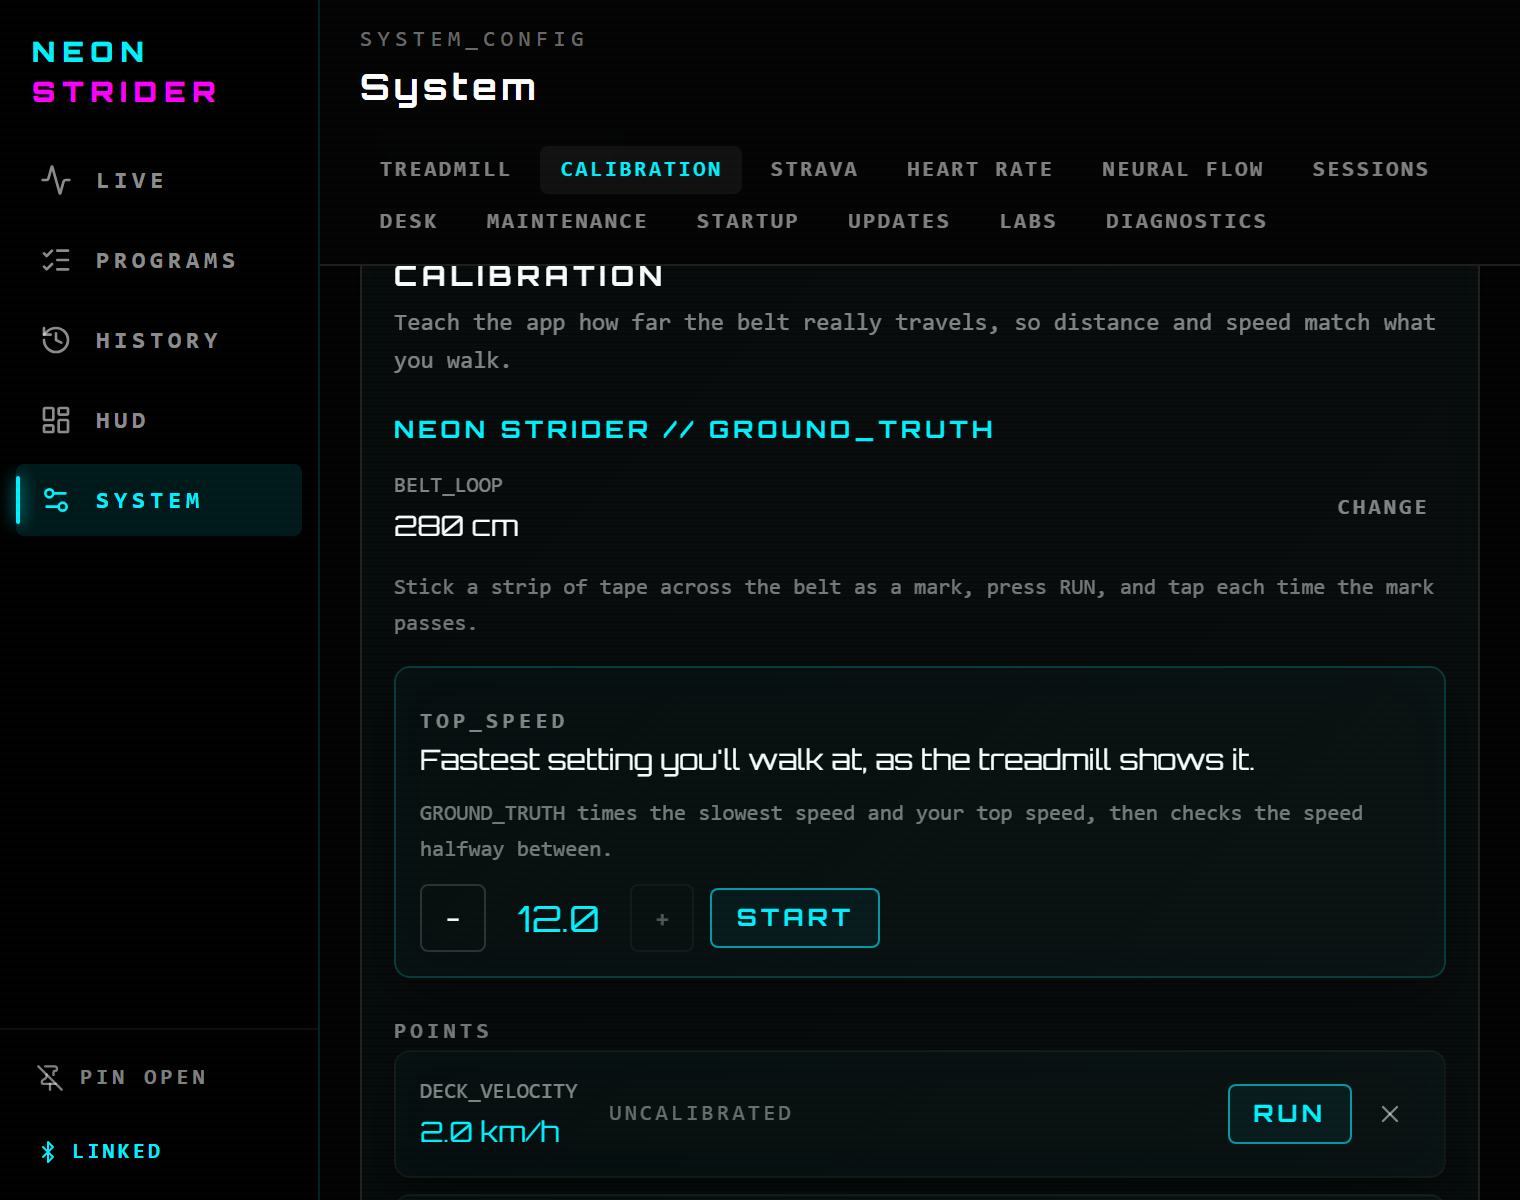 NEON
STRIDER
LIVE
PROGRAMS
HISTORY
HUD
SYSTEM
PIN OPEN
LINKED
SYSTEM_CONFIG
System
TREADMILL CALIBRATION STRAVA HEART RATE NEURAL FLOW SESSIONS
DESK MAINTENANCE STARTUP UPDATES LABS DIAGNOSTICS
CALIBRATION
Teach the app how far the belt really travels, so distance and speed match what
you walk.
NEON STRIDER // GROUND_TRUTH
BELT_LOOP
280 cm
CHANGE
Stick a strip of tape across the belt as a mark, press RUN, and tap each time the mark
passes.
TOP_SPEED
Fastest setting you'll walk at, as the treadmill shows it.
GROUND_TRUTH times the slowest speed and your top speed, then checks the speed
halfway between.
- 12.0 + START
POINTS
DECK_VELOCITY
2.0 km/h
UNCALIBRATED
RUN